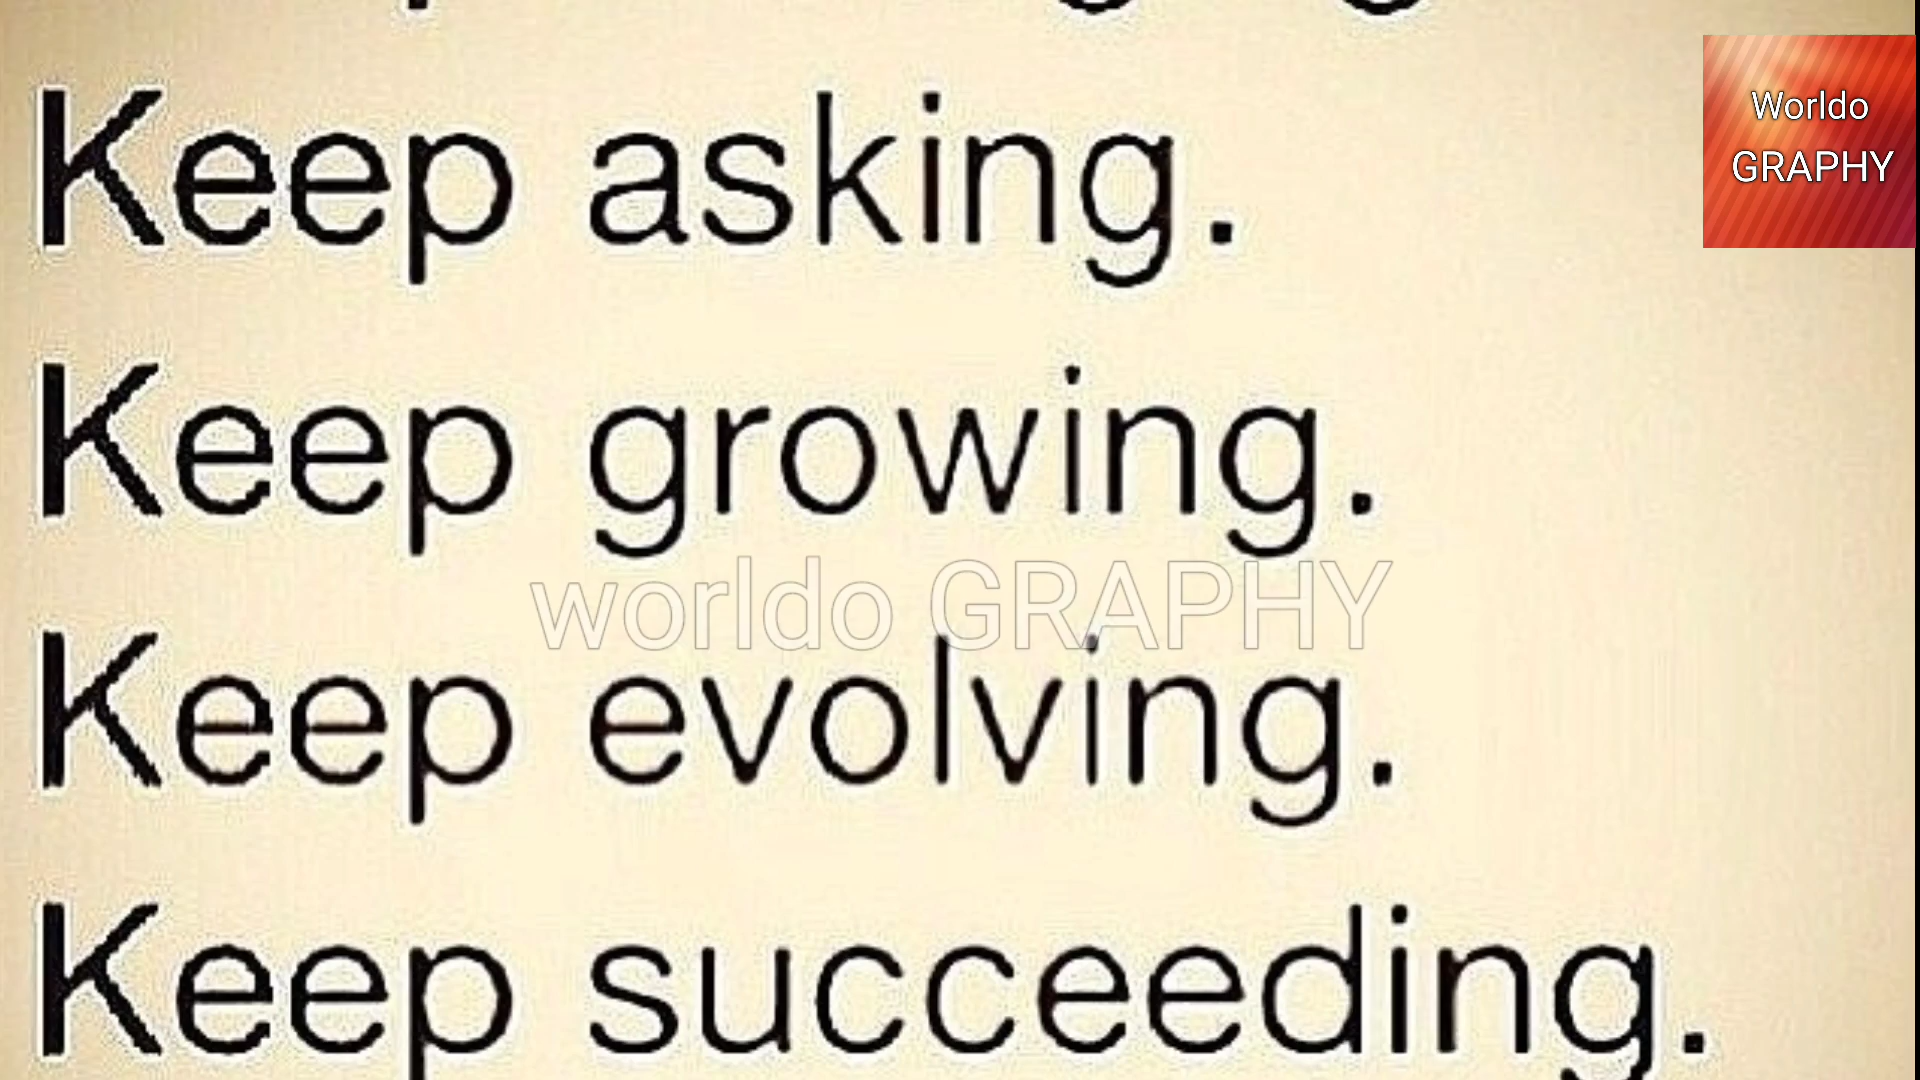 Keep asking.
Worldo
GRAPHY
Keep growing.
worldo GRAPHY
Keep evolving.
Keep succeeding.